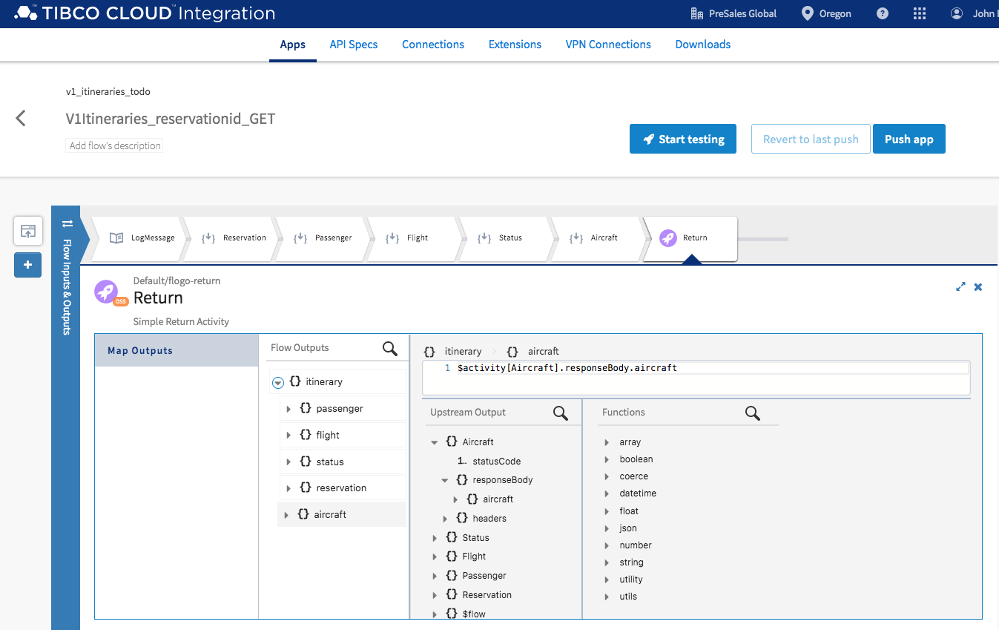 TIBCO CLOUD™ Integration
PreSales Global
Oregon
?
John
Apps
API Specs
Connections
Extensions
VPN Connections
Downloads
v1_itineraries_todo
V1Itineraries_reservationid_GET
Add flow's description
Start testing
Revert to last push
Push app
Flow Inputs & Outputs
LogMessage
Reservation
Passenger
Flight
Status
Aircraft
Return
Default/flogo-return
OSS
Return
Simple Return Activity
Map Outputs
Flow Outputs
{} itinerary
{} passenger
{} flight
{} status
{} reservation
{} aircraft
{} itinerary {} aircraft
1 $activity[Aircraft].responseBody.aircraft
Upstream Output
{} Aircraft
1.. statusCode
{} responseBody
{} aircraft
{} headers
{} Status
{} Flight
{} Passenger
{} Reservation
{} $flow
Functions
array
boolean
coerce
datetime
float
json
number
string
utility
utils